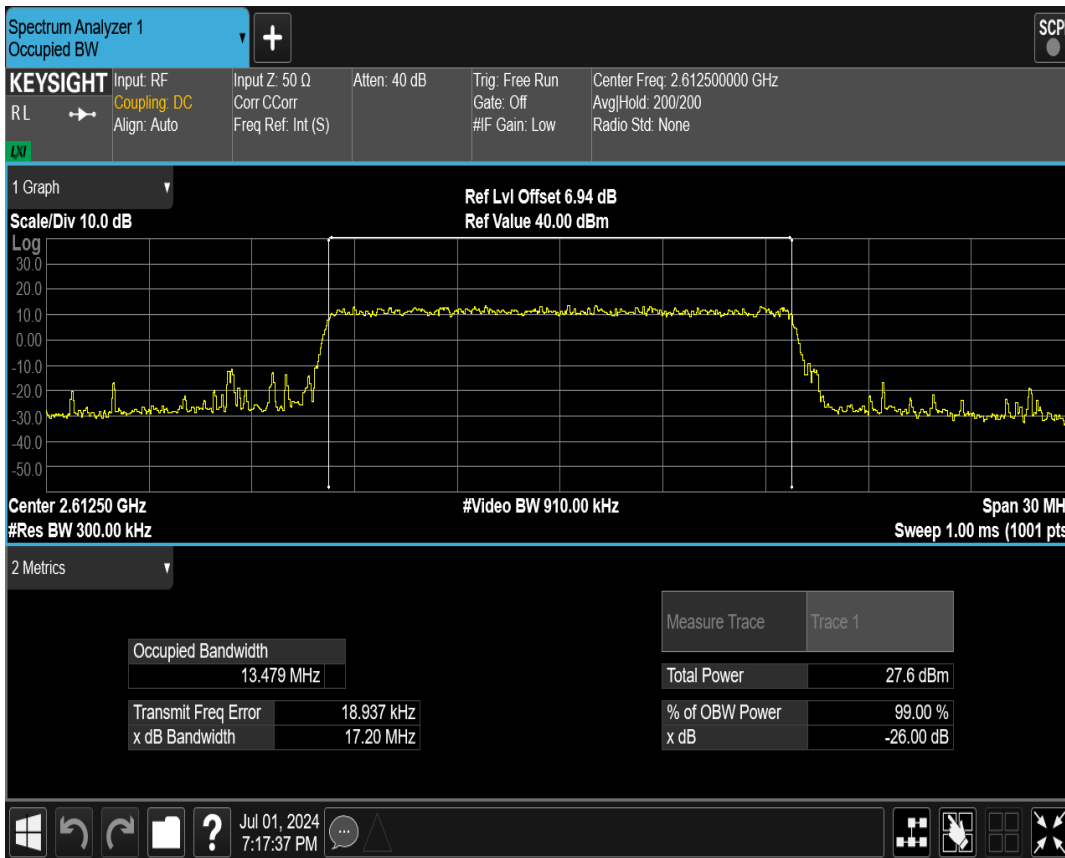 Spectrum Analyzer 1
Occupied BW
+
SCP
KEYSIGHT
RL
LXI
Input: RF
Coupling: DC
Align: Auto
Input Z: 50 Ω
Corr CCorr
Freq Ref: Int (S)
Atten: 40 dB
Trig: Free Run
Gate: Off
#IF Gain: Low
Center Freq: 2.612500000 GHz
Avg|Hold: 200/200
Radio Std: None
1 Graph
Scale/Div 10.0 dB
Ref Lvl Offset 6.94 dB
Ref Value 40.00 dBm
Log
30.0
20.0
10.0
0.00
-10.0
-20.0
-30.0
-40.0
-50.0
Center 2.61250 GHz
#Video BW 910.00 kHz
Span 30 MH
#Res BW 300.00 kHz
Sweep 1.00 ms (1001 pts
2 Metrics
Measure Trace Trace 1
Occupied Bandwidth
13.479 MHz
Total Power 27.6 dBm
Transmit Freq Error 18.937 kHz
% of OBW Power 99.00 %
x dB Bandwidth 17.20 MHz
x dB -26.00 dB
?
Jul 01, 2024
7:17:37 PM